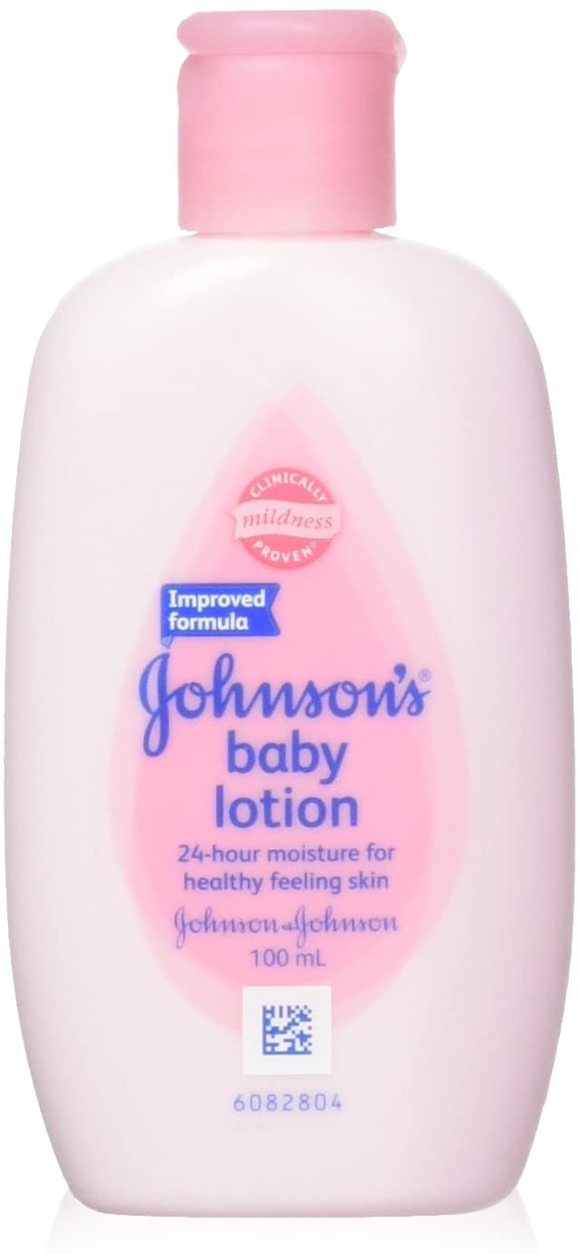 CLINICALLY
mildness
PROVEN®
Improved
formula
Johnson's®
baby
lotion
24-hour moisture for
healthy feeling skin
Johnson & Johnson
100 mL
6082804